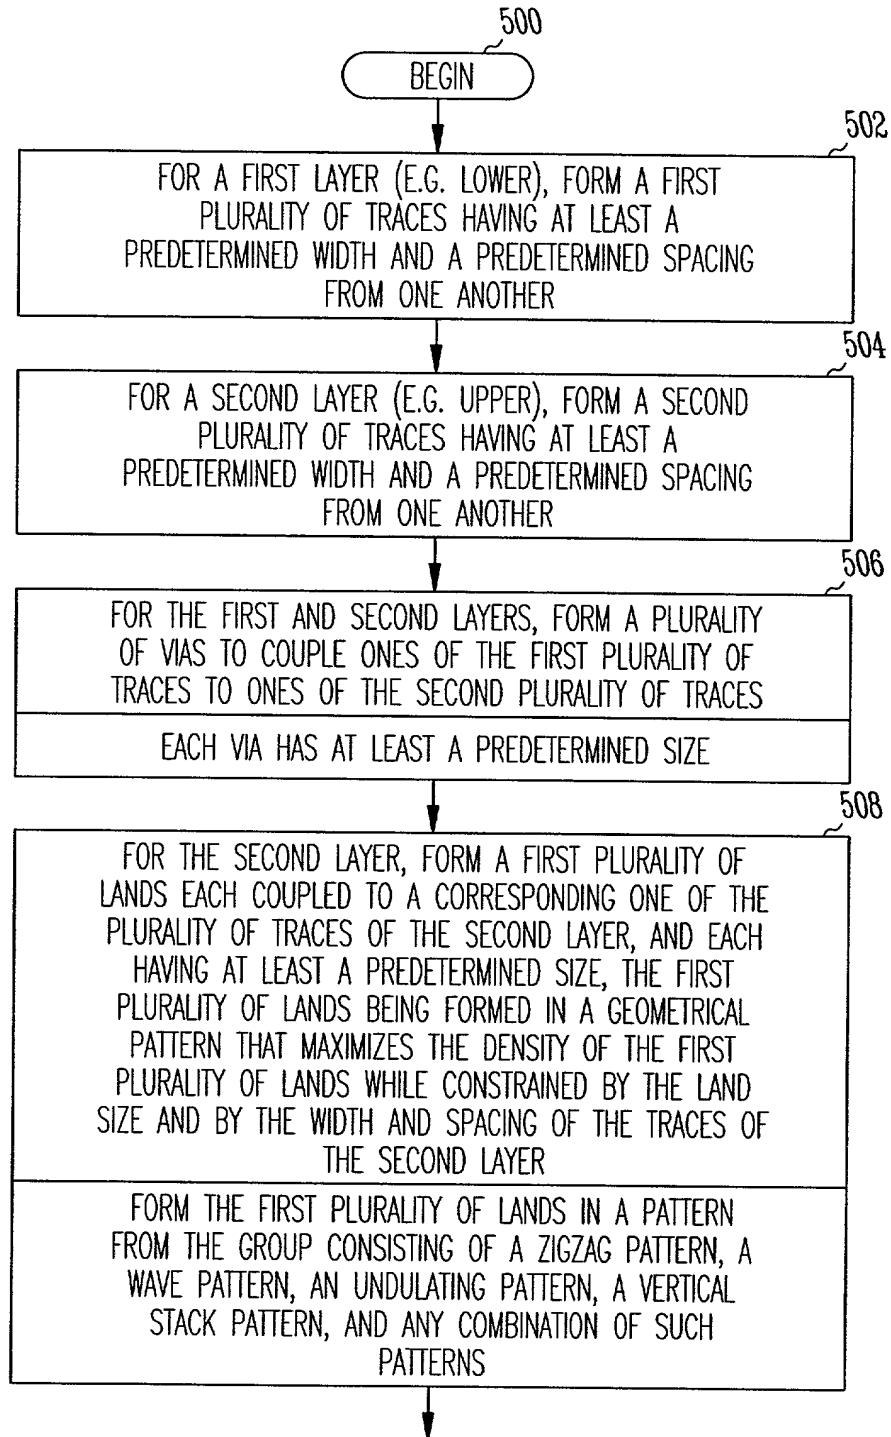 500
BEGIN
502
FOR A FIRST LAYER (E.G. LOWER), FORM A FIRST
PLURALITY OF TRACES HAVING AT LEAST A
PREDETERMINED WIDTH AND A PREDETERMINED SPACING
FROM ONE ANOTHER
504
FOR A SECOND LAYER (E.G. UPPER), FORM A SECOND
PLURALITY OF TRACES HAVING AT LEAST A
PREDETERMINED WIDTH AND A PREDETERMINED SPACING
FROM ONE ANOTHER
506
FOR THE FIRST AND SECOND LAYERS, FORM A PLURALITY
OF VIAS TO COUPLE ONES OF THE FIRST PLURALITY OF
TRACES TO ONES OF THE SECOND PLURALITY OF TRACES
EACH VIA HAS AT LEAST A PREDETERMINED SIZE
508
FOR THE SECOND LAYER, FORM A FIRST PLURALITY OF
LANDS EACH COUPLED TO A CORRESPONDING ONE OF THE
PLURALITY OF TRACES OF THE SECOND LAYER, AND EACH
HAVING AT LEAST A PREDETERMINED SIZE, THE FIRST
PLURALITY OF LANDS BEING FORMED IN A GEOMETRICAL
PATTERN THAT MAXIMIZES THE DENSITY OF THE FIRST
PLURALITY OF LANDS WHILE CONSTRAINED BY THE LAND
SIZE AND BY THE WIDTH AND SPACING OF THE TRACES OF
THE SECOND LAYER
FORM THE FIRST PLURALITY OF LANDS IN A PATTERN
FROM THE GROUP CONSISTING OF A ZIGZAG PATTERN, A
WAVE PATTERN, AN UNDULATING PATTERN, A VERTICAL
STACK PATTERN, AND ANY COMBINATION OF SUCH
PATTERNS